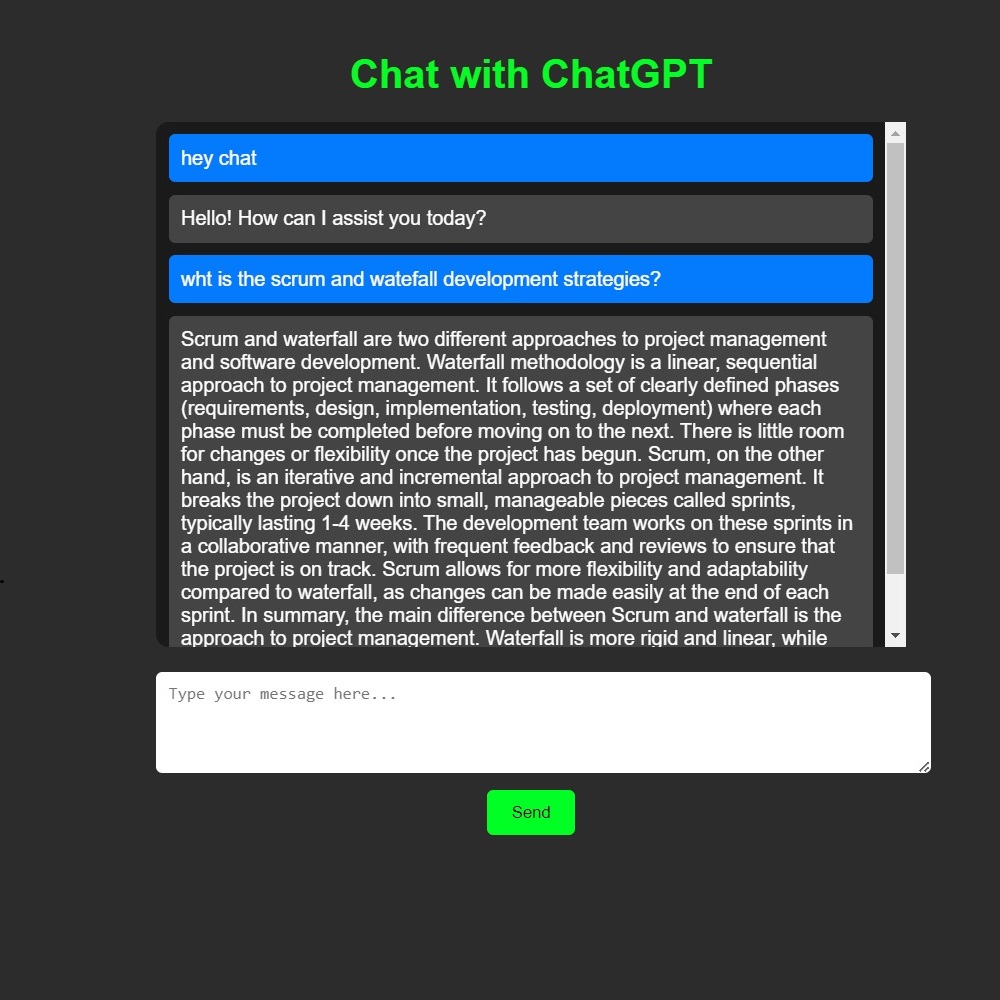 Chat with ChatGPT
hey chat
Hello! How can I assist you today?
wht is the scrum and watefall development strategies?
Scrum and waterfall are two different approaches to project management
and software development. Waterfall methodology is a linear, sequential
approach to project management. It follows a set of clearly defined phases
(requirements, design, implementation, testing, deployment) where each
phase must be completed before moving on to the next. There is little room
for changes or flexibility once the project has begun. Scrum, on the other
hand, is an iterative and incremental approach to project management. It
breaks the project down into small, manageable pieces called sprints,
typically lasting 1-4 weeks. The development team works on these sprints in
a collaborative manner, with frequent feedback and reviews to ensure that
the project is on track. Scrum allows for more flexibility and adaptability
compared to waterfall, as changes can be made easily at the end of each
sprint. In summary, the main difference between Scrum and waterfall is the
approach to project management. Waterfall is more rigid and linear, while
Type your message here...
Send